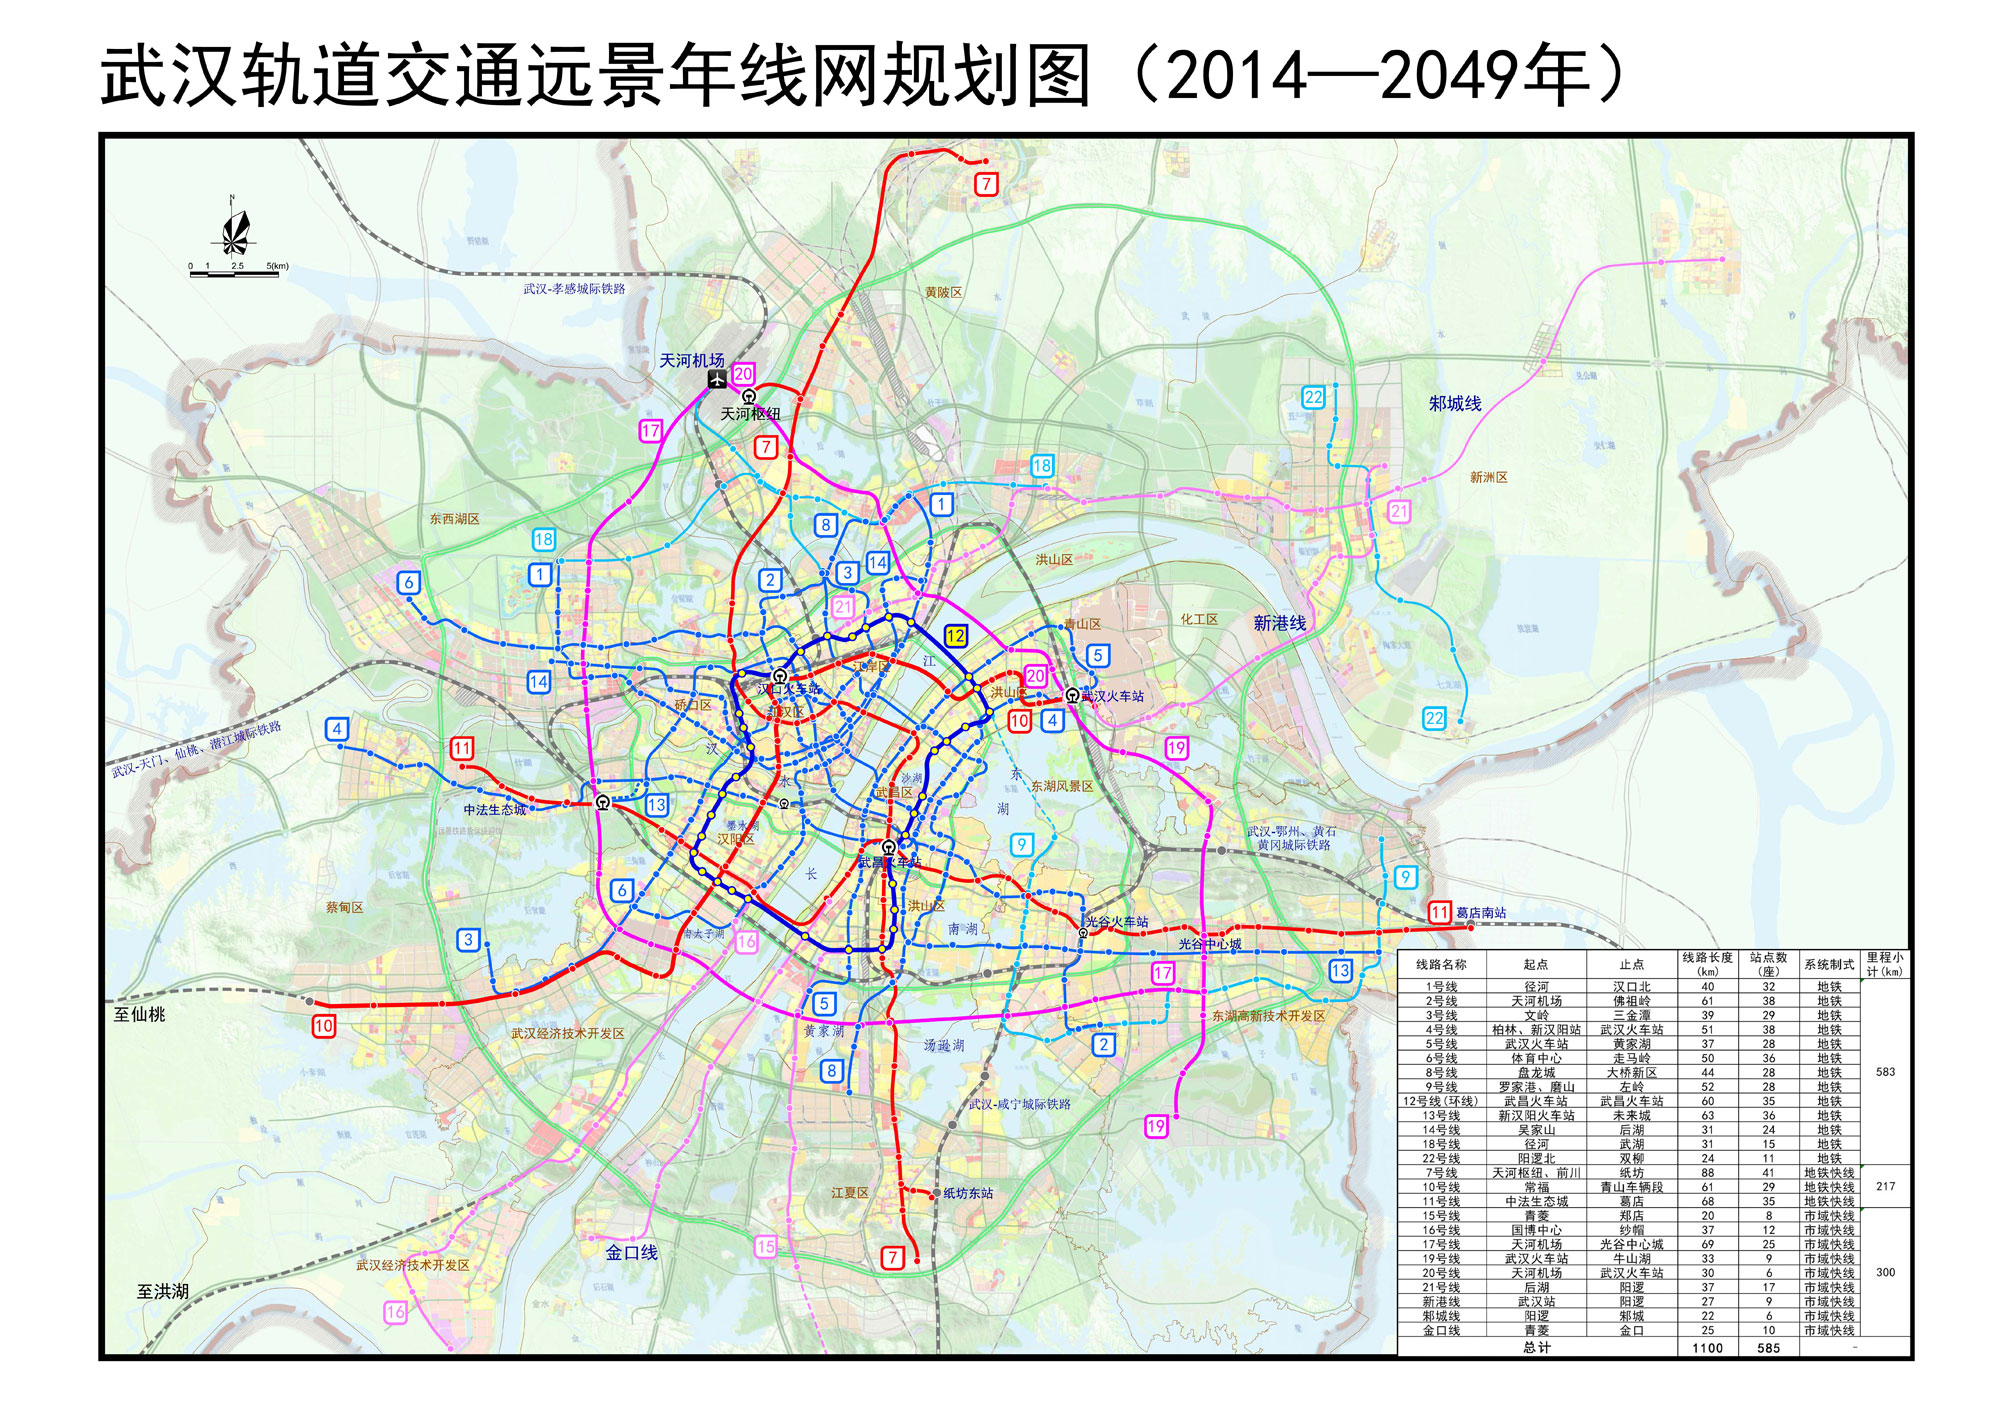 武汉轨道交通远景年线网规划图（2014—2049年）
N
0 1 2.5 5(km)
7
武汉-孝感城际铁路
黄陂区
天河机场
20
天河枢纽
17
7
22
邾城线
18
新洲区
1
21
东西湖区
8
18
14
洪山区
1
2
3
6
21
化工区
青山区
新港线
12
江
5
江岸区
20
14
汉口火车站
洪山区
武汉火车站
硚口区
江汉区
10
4
22
4
11
汉
19
武汉-天门、仙桃、潜江城际铁路
水
沙湖
东
东湖风景区
武昌区
中法生态城
13
湖
墨水湖
汉阳区
9
武汉-鄂州、黄石
黄冈城际铁路
武昌火车站
长
9
6
蔡甸区
洪山区
11
葛店南站
光谷火车站
南湖
3
南太子湖
16
光谷中心城
13
17
5
至仙桃
10
武汉经济技术开发区
黄家湖
东湖高新技术开发区
汤逊湖
2
8
武汉-咸宁城际铁路
19
江夏区
纸坊东站
15
7
金口线
武汉经济技术开发区
至洪湖
16
线路名称 起点 止点 线路长度(km) 站点数(座) 系统制式 里程小计(km)
1号线 径河 汉口北 40 32 地铁
2号线 天河机场 佛祖岭 61 38 地铁
3号线 文岭 三金潭 39 29 地铁
4号线 柏林、新汉阳站 武汉火车站 51 38 地铁
5号线 武汉火车站 黄家湖 37 28 地铁
6号线 体育中心 走马岭 50 36 地铁
8号线 盘龙城 大桥新区 44 28 地铁 583
9号线 罗家港、磨山 左岭 52 28 地铁
12号线(环线) 武昌火车站 武昌火车站 60 35 地铁
13号线 新汉阳火车站 未来城 63 36 地铁
14号线 吴家山 后湖 31 24 地铁
18号线 径河 武湖 31 15 地铁
22号线 阳逻北 双柳 24 11 地铁
7号线 天河枢纽、前川 纸坊 88 41 地铁快线
10号线 常福 青山车辆段 61 29 地铁快线 217
11号线 中法生态城 葛店 68 35 地铁快线
15号线 青菱 郑店 20 8 市域快线
16号线 国博中心 纱帽 37 12 市域快线
17号线 天河机场 光谷中心城 69 25 市域快线
19号线 武汉火车站 牛山湖 33 9 市域快线
20号线 天河机场 武汉火车站 30 6 市域快线 300
21号线 后湖 阳逻 37 17 市域快线
新港线 武汉站 阳逻 27 9 市域快线
邾城线 阳逻 邾城 22 6 市域快线
金口线 青菱 金口 25 10 市域快线
总计 1100 585 -